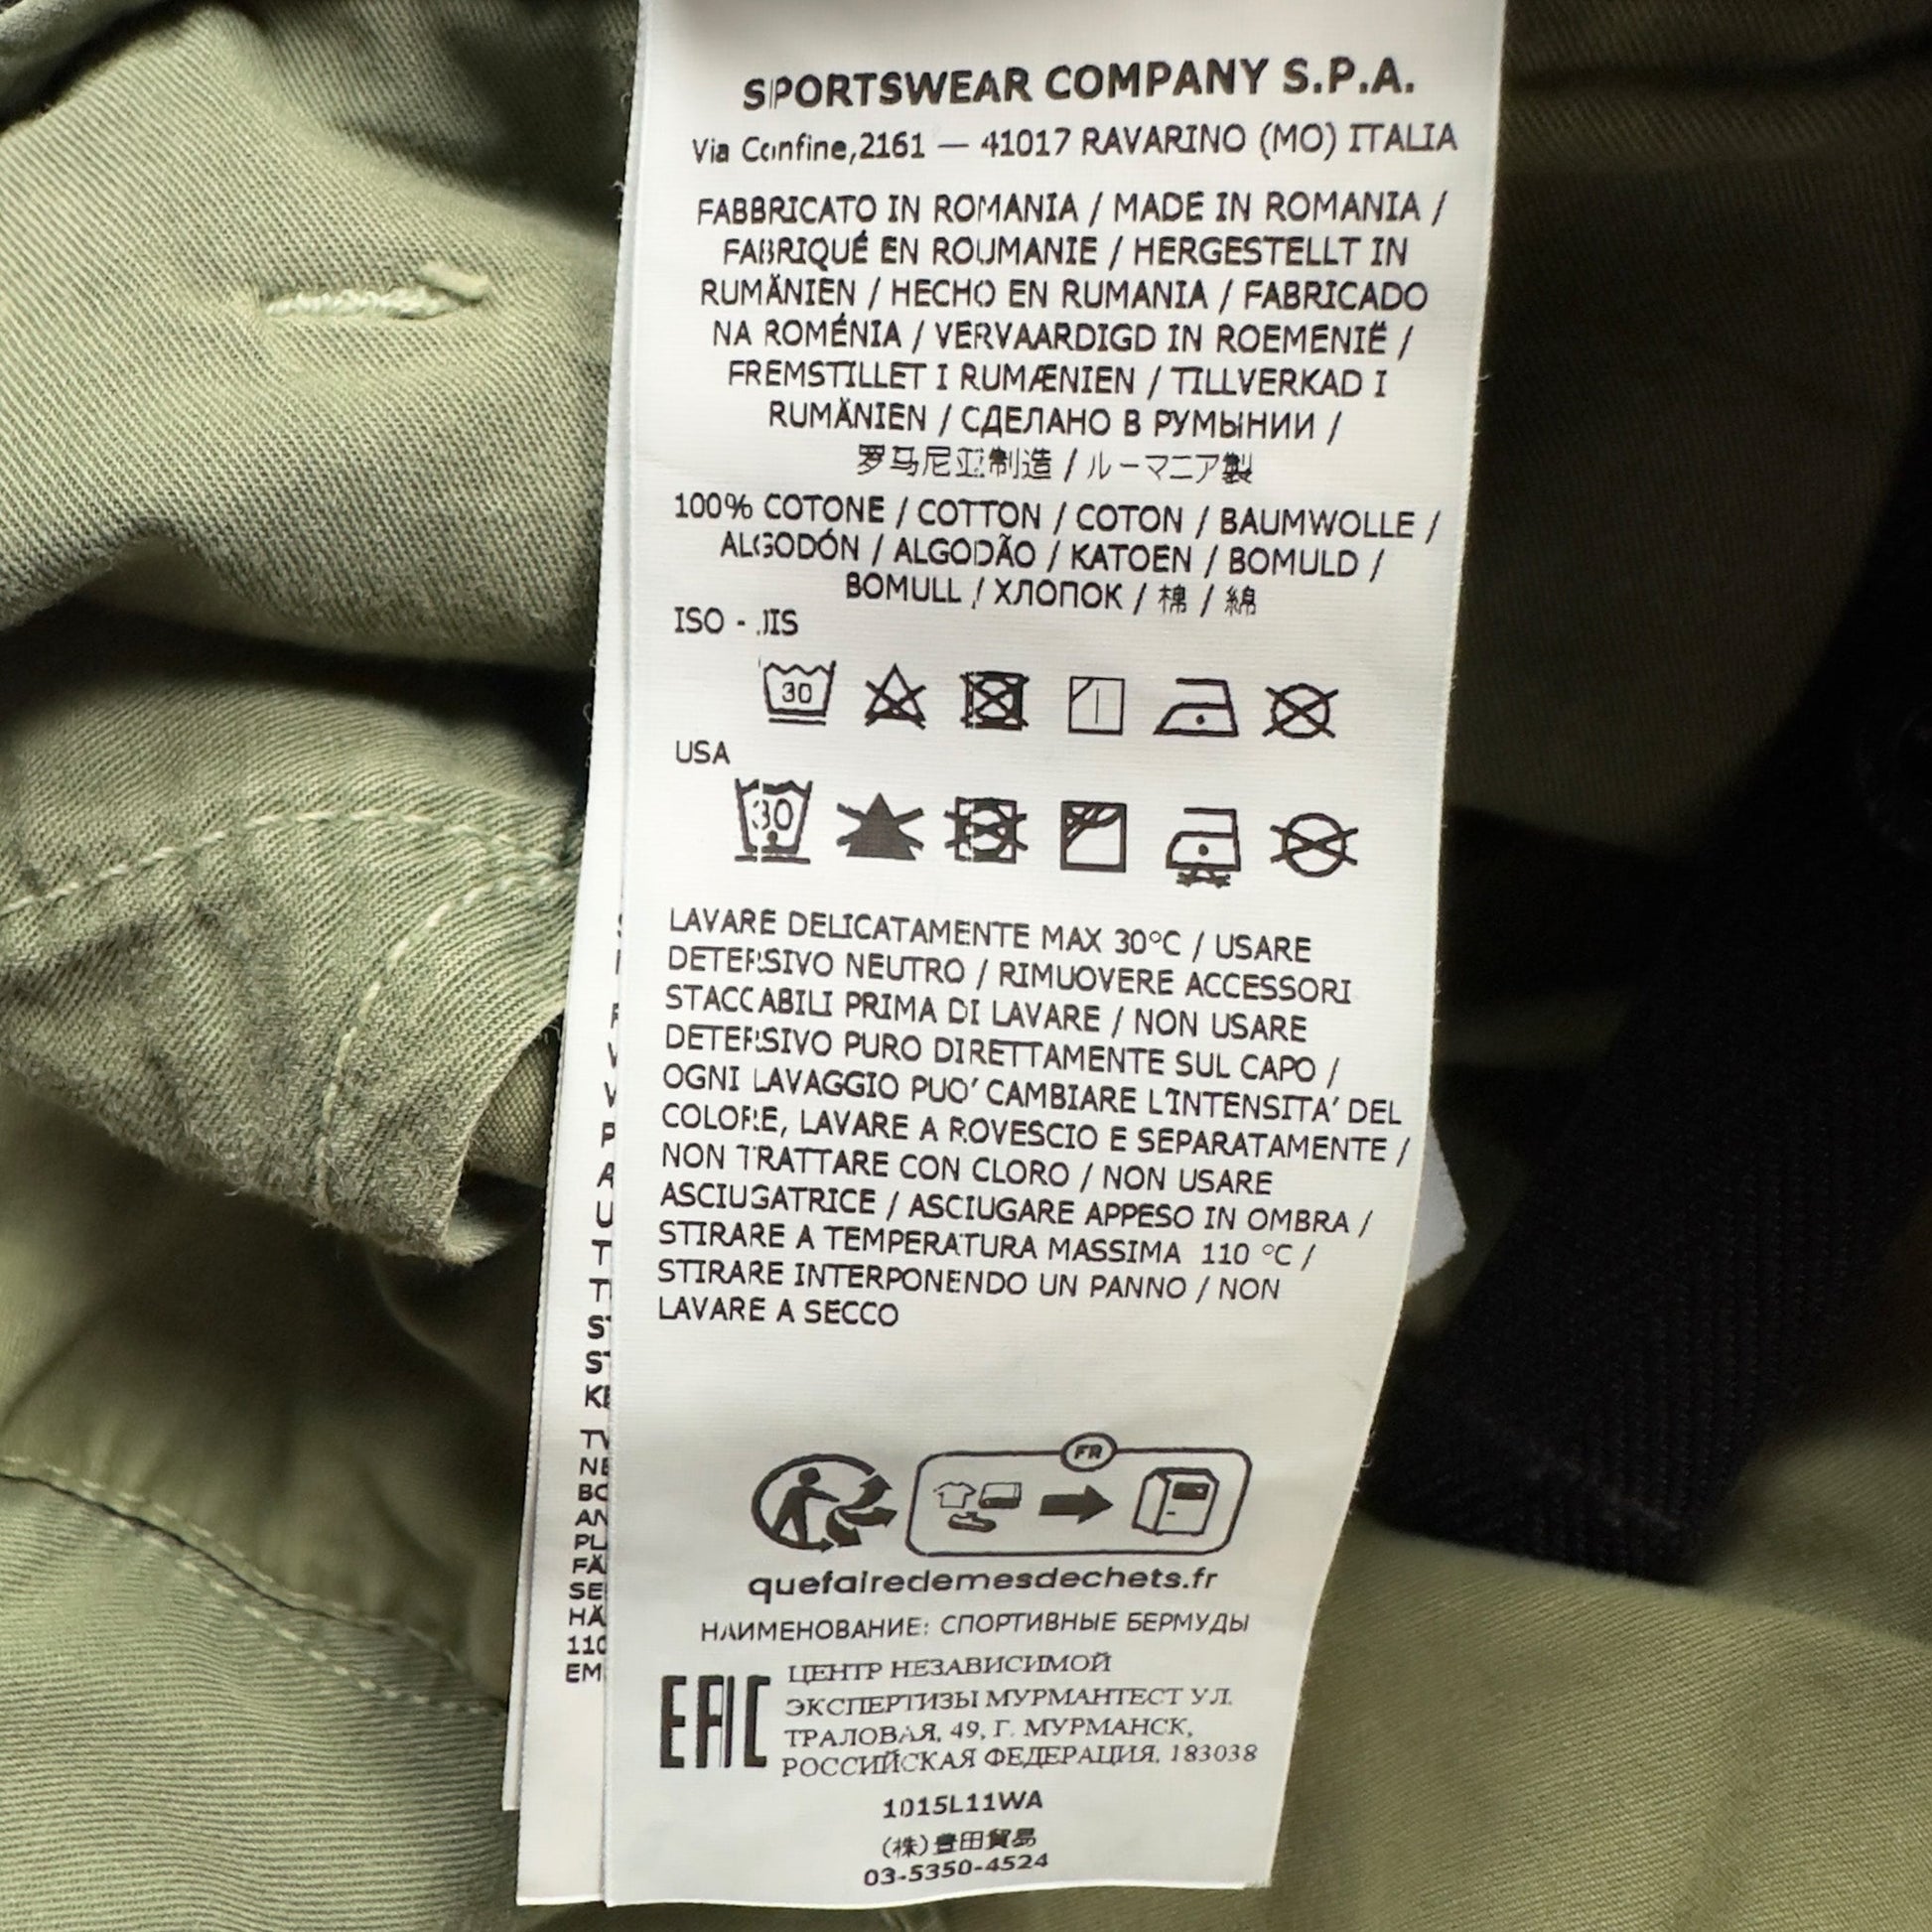 SPORTSWEAR COMPANY S.P.A.
Via Confine,2161 — 41017 RAVARINO (MO) ITALIA
FABBRICATO IN ROMANIA / MADE IN ROMANIA /
FABRIQUÉ EN ROUMANIE / HERGESTELLT IN
RUMÄNIEN / HECHO EN RUMANIA / FABRICADO
NA ROMÉNIA / VERVAARDIGD IN ROEMENIË /
FREMSTILLET I RUMÆNIEN / TILLVERKAD I
RUMÄNIEN / СДЕЛАНО В РУМЫНИИ /
罗马尼亚制造 / ルーマニア製
100% COTONE / COTTON / COTON / BAUMWOLLE /
ALGODÓN / ALGODÃO / KATOEN / BOMULD /
BOMULL / ХЛОПОК / 棉 / 綿
ISO - JIS
30
USA
30
LAVARE DELICATAMENTE MAX 30°C / USARE
DETERSIVO NEUTRO / RIMUOVERE ACCESSORI
STACCABILI PRIMA DI LAVARE / NON USARE
DETERSIVO PURO DIRETTAMENTE SUL CAPO /
OGNI LAVAGGIO PUO' CAMBIARE L'INTENSITA' DEL
COLORE, LAVARE A ROVESCIO E SEPARATAMENTE /
NON TRATTARE CON CLORO / NON USARE
ASCIUGATRICE / ASCIUGARE APPESO IN OMBRA /
STIRARE A TEMPERATURA MASSIMA 110 °C /
STIRARE INTERPONENDO UN PANNO / NON
LAVARE A SECCO
FR
quefairedemesdechets.fr
НАИМЕНОВАНИЕ: СПОРТИВНЫЕ БЕРМУДЫ
EAC
ЦЕНТР НЕЗАВИСИМОЙ
ЭКСПЕРТИЗЫ МУРМАНТЕСТ УЛ.
ТРАЛОВАЯ, 49, Г. МУРМАНСК,
РОССИЙСКАЯ ФЕДЕРАЦИЯ, 183038
1015L11WA
(株)豊田貿易
03-5350-4524